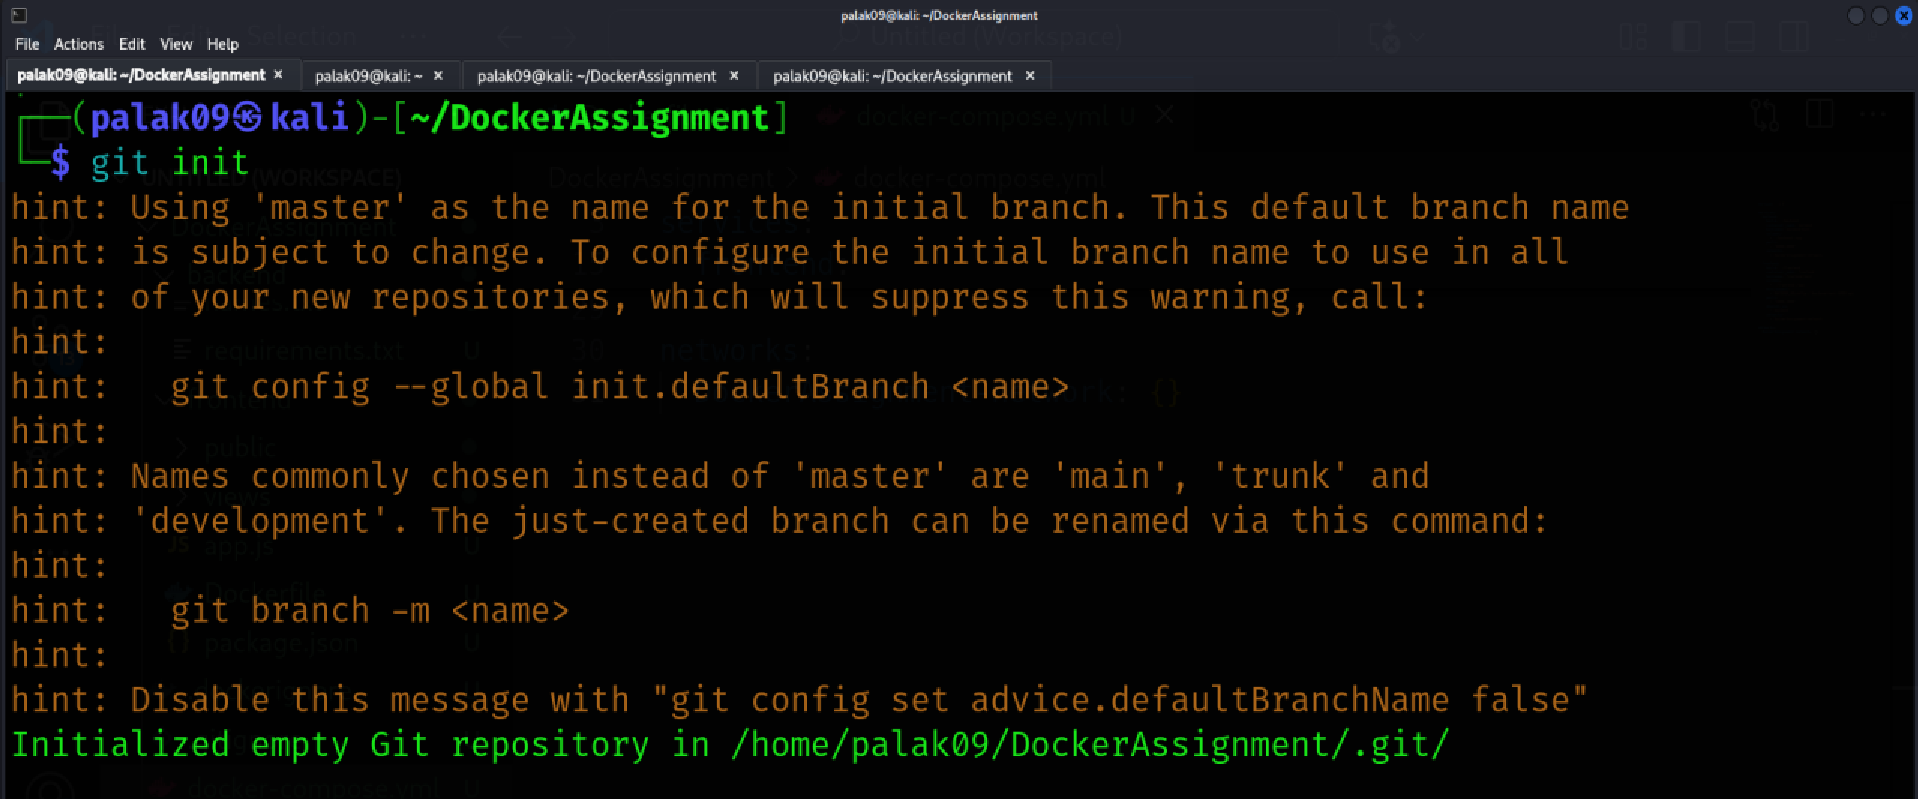 palak09@kali: ~/DockerAssignment
File Actions Edit View Help
palak09@kali: ~/DockerAssignment × palak09@kali: ~ × palak09@kali: ~/DockerAssignment × palak09@kali: ~/DockerAssignment ×
┌──(palak09㉿kali)-[~/DockerAssignment]
└─$ git init
hint: Using 'master' as the name for the initial branch. This default branch name
hint: is subject to change. To configure the initial branch name to use in all
hint: of your new repositories, which will suppress this warning, call:
hint:
hint:   git config --global init.defaultBranch <name>
hint:
hint: Names commonly chosen instead of 'master' are 'main', 'trunk' and
hint: 'development'. The just-created branch can be renamed via this command:
hint:
hint:   git branch -m <name>
hint:
hint: Disable this message with "git config set advice.defaultBranchName false"
Initialized empty Git repository in /home/palak09/DockerAssignment/.git/